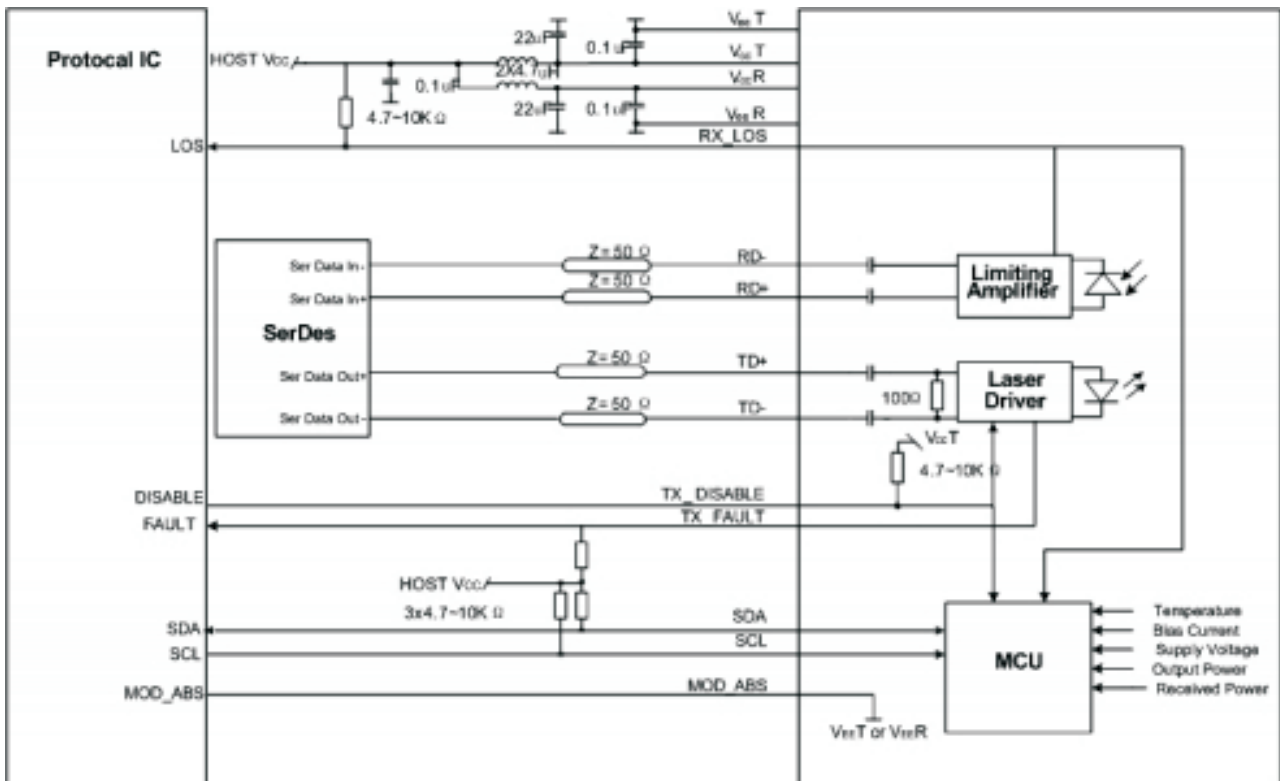 Protocal IC
HOST Vcc
VEET
22uF
0.1uF
VCCT
2X4.7uH
VCCR
0.1uF
22uF
0.1uF
4.7~10K Ω
VEER
RX_LOS
LOS
Z=50 Ω
RD-
Ser Data In-
Z=50 Ω
RD+
Ser Data In+
Limiting
Amplifier
SerDes
Z=50 Ω
TD+
Ser Data Out+
Laser
Driver
100Ω
Z=50 Ω
TD-
Ser Data Out-
VccT
4.7~10K Ω
DISABLE
TX_DISABLE
FAULT
TX FAULT
HOST Vcc
3x4.7~10K Ω
SDA
SDA
SCL
SCL
MCU
Temperature
Bias Current
Supply Voltage
Output Power
Received Power
MOD_ABS
MOD_ABS
VEET or VEER